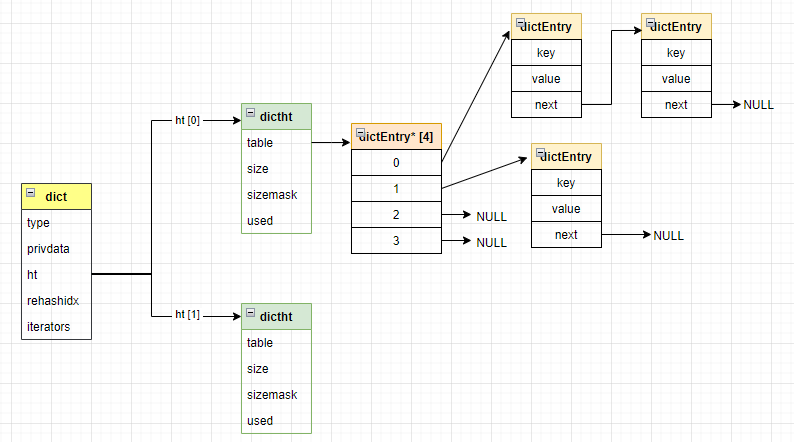 dict
type
privdata
ht
rehashidx
iterators
ht [0]
dictht
table
size
sizemask
used
ht [1]
dictht
table
size
sizemask
used
dictEntry* [4]
0
1
2
3
NULL
NULL
dictEntry
key
value
next
dictEntry
key
value
next
NULL
dictEntry
key
value
next
NULL